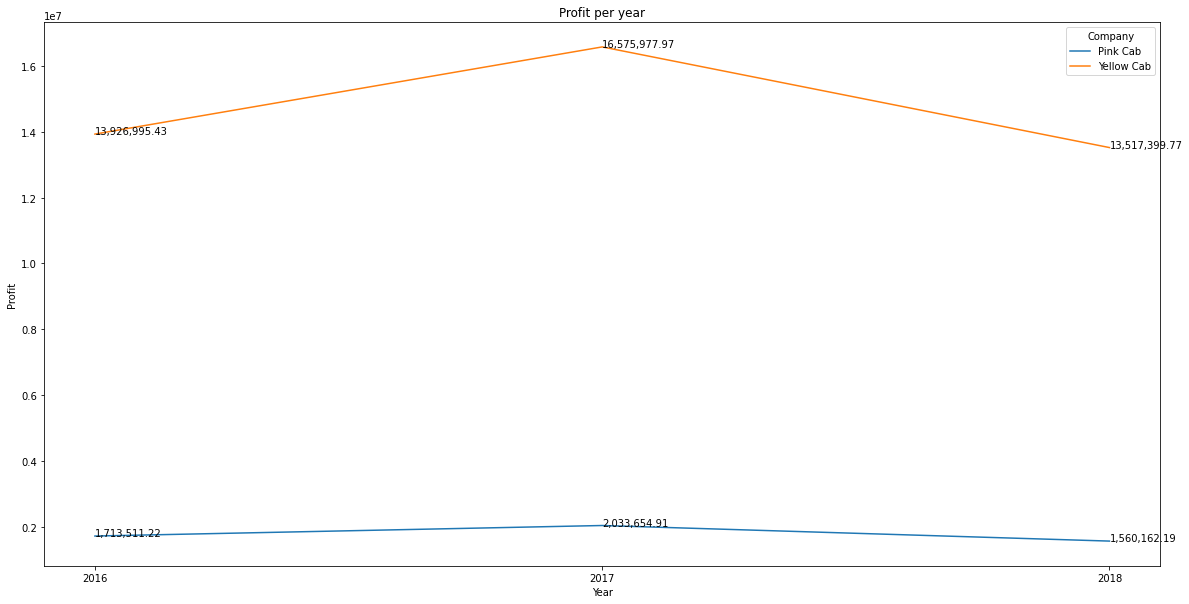 Profit per year
1e7
Company
Pink Cab
Yellow Cab
16,575,977.97
13,926,995.43
13,517,399.77
1.6
1.4
1.2
1.0
0.8
0.6
0.4
0.2
Profit
1,713,511.22
2,033,654.91
1,560,162.19
2016
2017
2018
Year